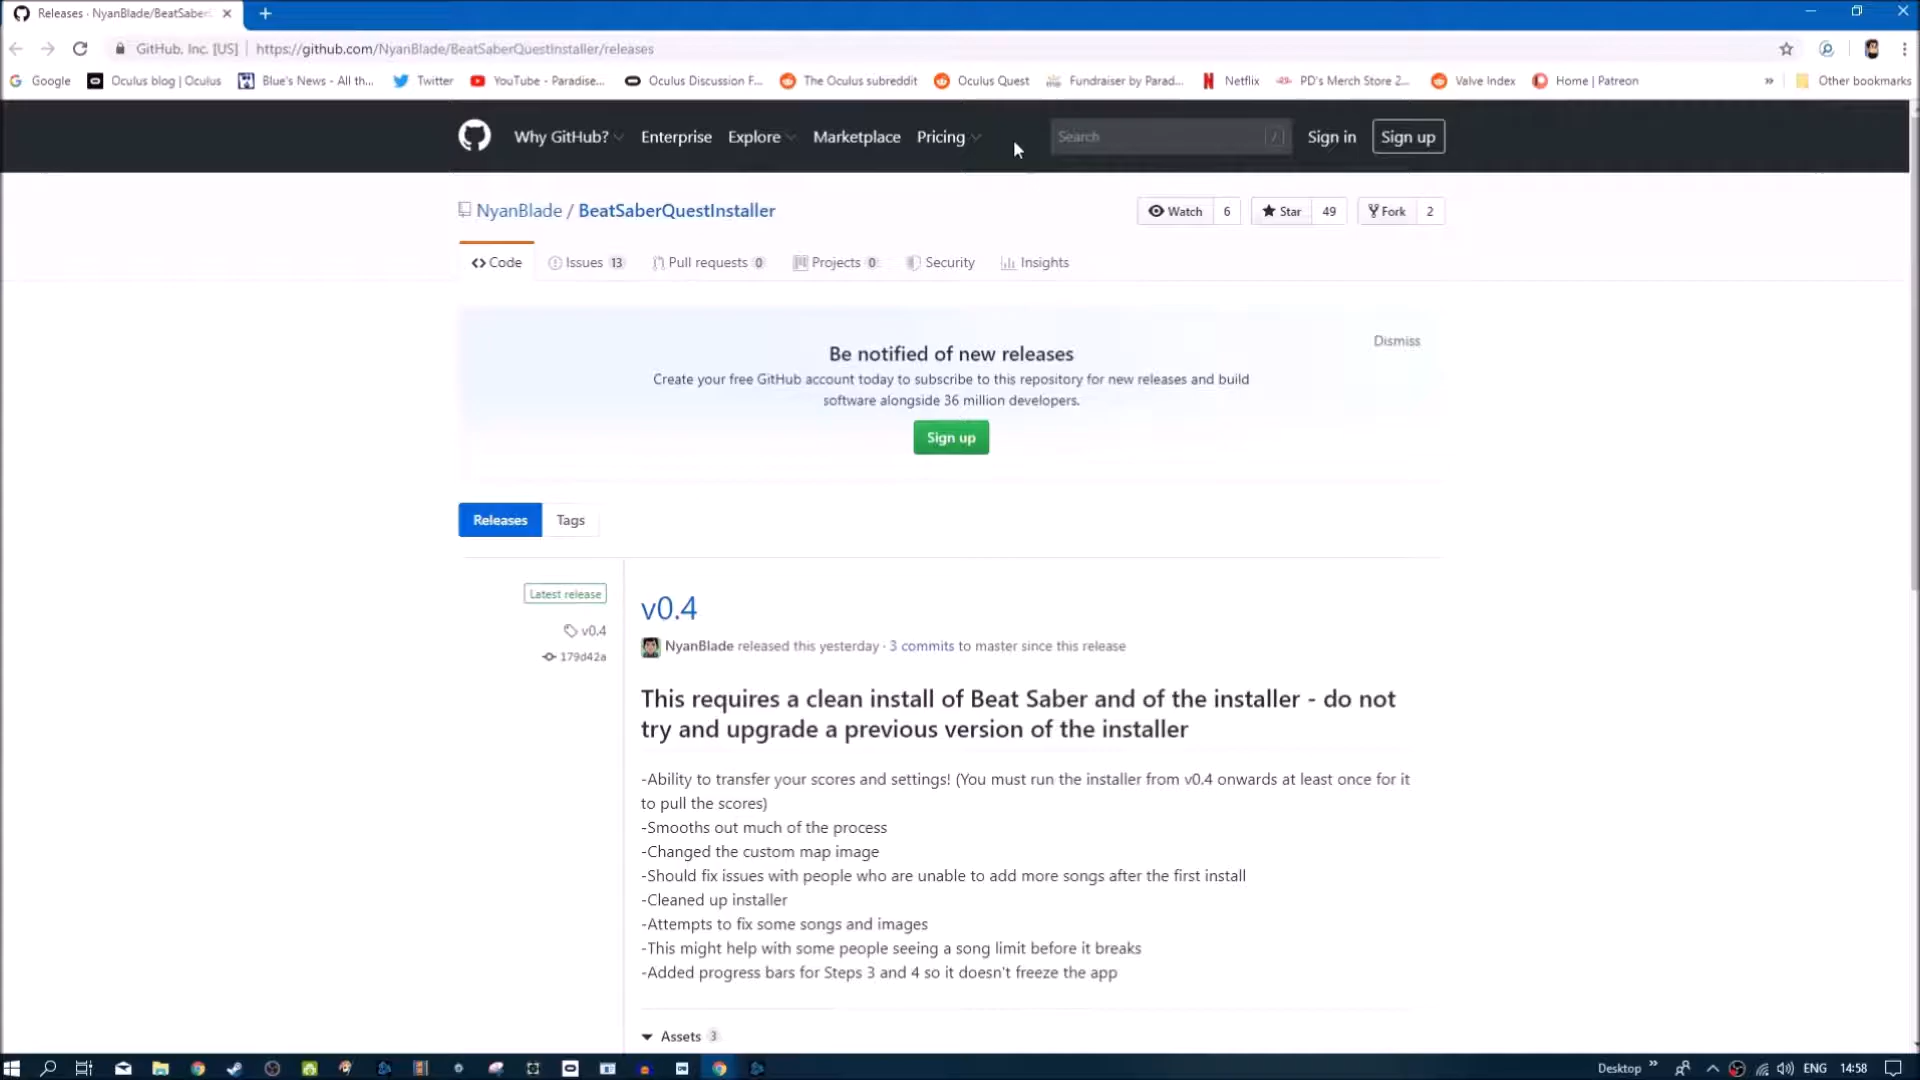 Releases · NyanBlade/BeatSaber
GitHub, Inc. [US] | https://github.com/NyanBlade/BeatSaberQuestInstaller/releases
Google Oculus blog | Oculus Blue's News - All th... Twitter YouTube - Paradise... Oculus Discussion F... The Oculus subreddit Oculus Quest Fundraiser by Parad... Netflix PD's Merch Store 2... Valve Index Home | Patreon » Other bookmarks
Why GitHub? Enterprise Explore Marketplace Pricing Search / Sign in Sign up
NyanBlade / BeatSaberQuestInstaller Watch 6 Star 49 Fork 2
<> Code Issues 13 Pull requests 0 Projects 0 Security Insights
Dismiss
Be notified of new releases
Create your free GitHub account today to subscribe to this repository for new releases and build
software alongside 36 million developers.
Sign up
Releases Tags
Latest release
v0.4
179d42a
v0.4
NyanBlade released this yesterday · 3 commits to master since this release
This requires a clean install of Beat Saber and of the installer - do not
try and upgrade a previous version of the installer
-Ability to transfer your scores and settings! (You must run the installer from v0.4 onwards at least once for it
to pull the scores)
-Smooths out much of the process
-Changed the custom map image
-Should fix issues with people who are unable to add more songs after the first install
-Cleaned up installer
-Attempts to fix some songs and images
-This might help with some people seeing a song limit before it breaks
-Added progress bars for Steps 3 and 4 so it doesn't freeze the app
Assets 3
Desktop » ENG 14:58